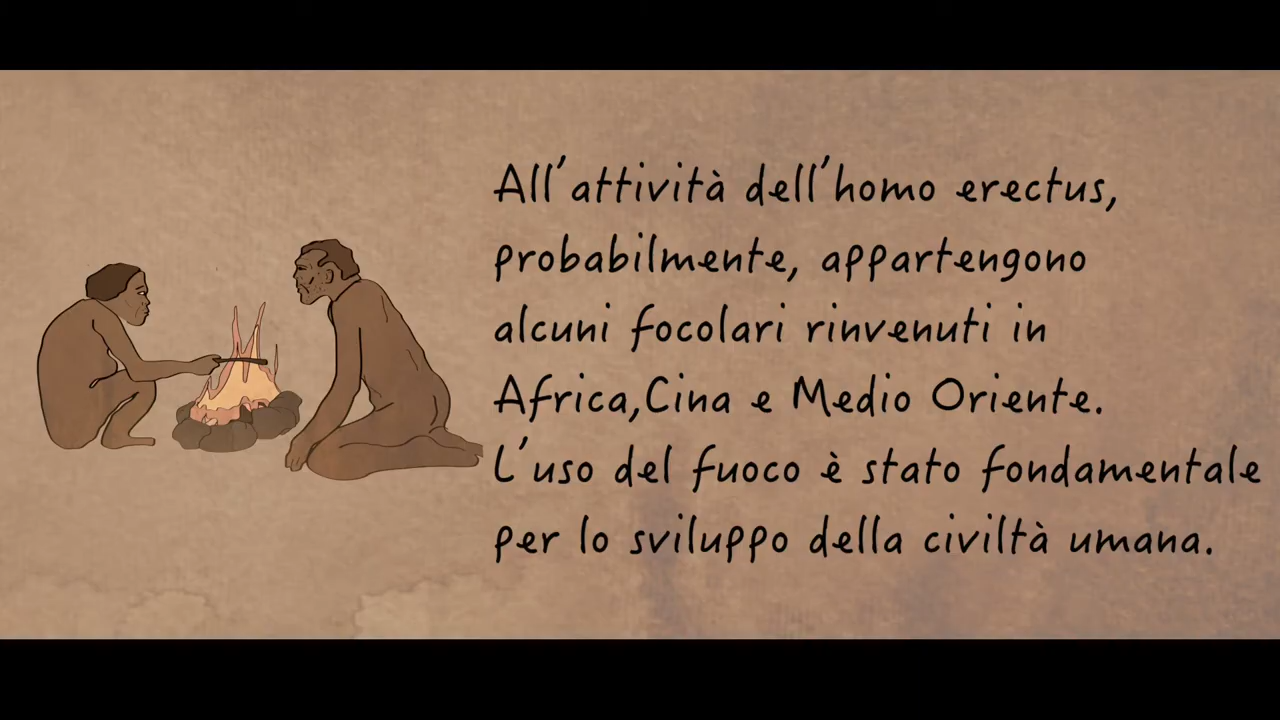 All'attività dell'homo erectus,
probabilmente, appartengono
alcuni focolari rinvenuti in
Africa,Cina e Medio Oriente.
L'uso del fuoco è stato fondamentale
per lo sviluppo della civiltà umana.